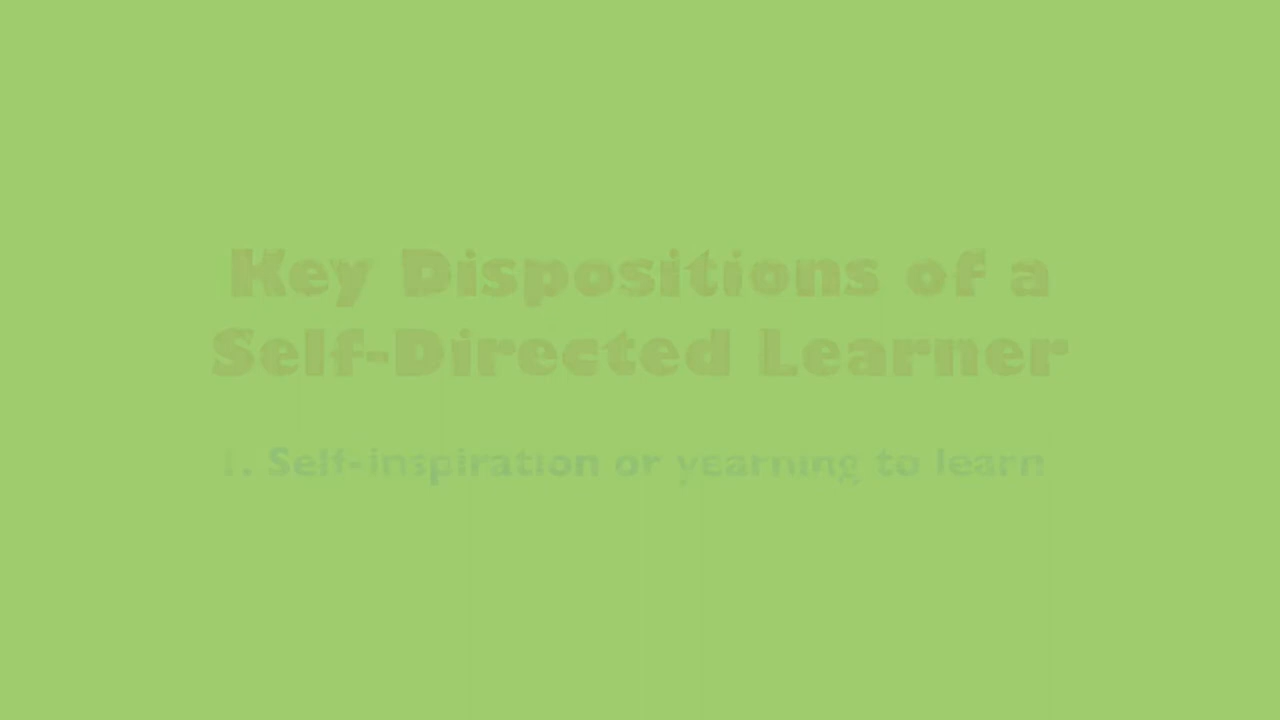 Key Dispositions of a
Self-Directed Learner
1. Self-inspiration or yearning to learn